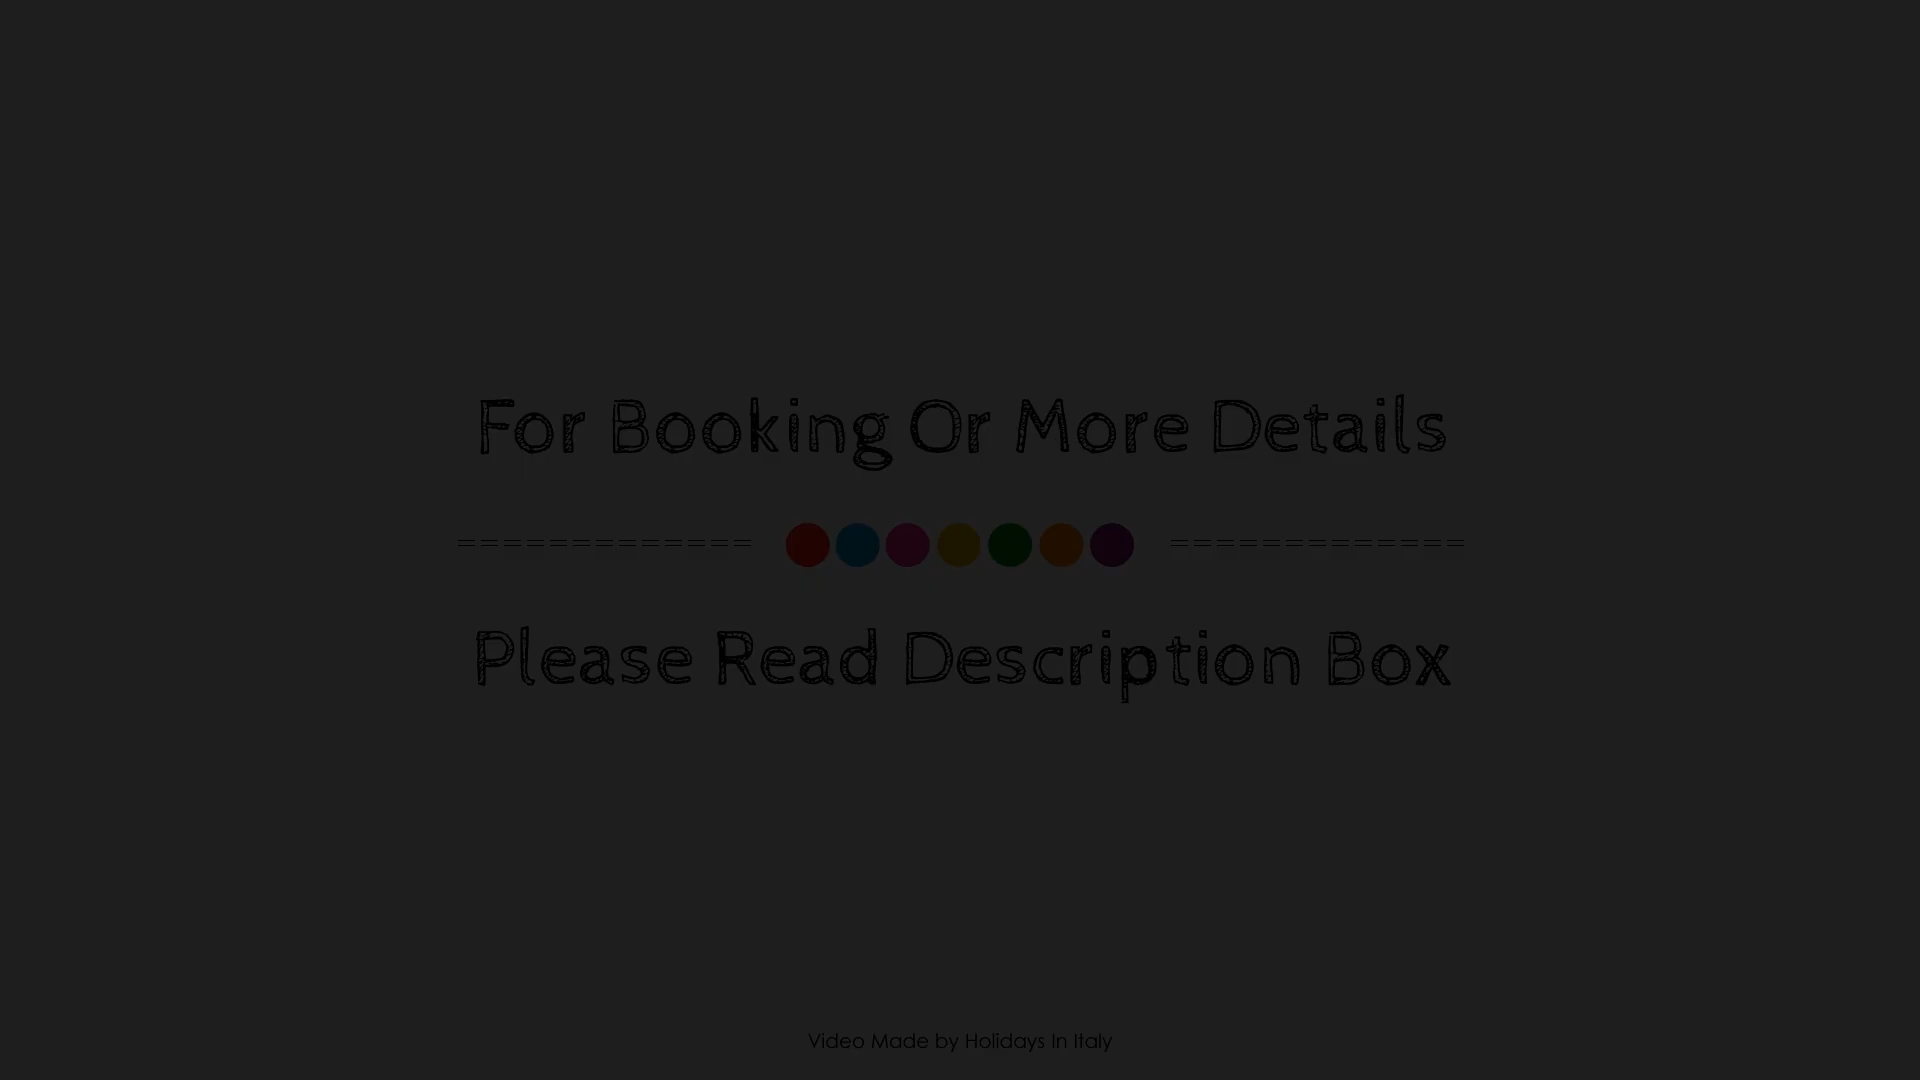 For Booking Or More Details
============= =============
Please Read Description Box
Video Made by Holidays In Italy